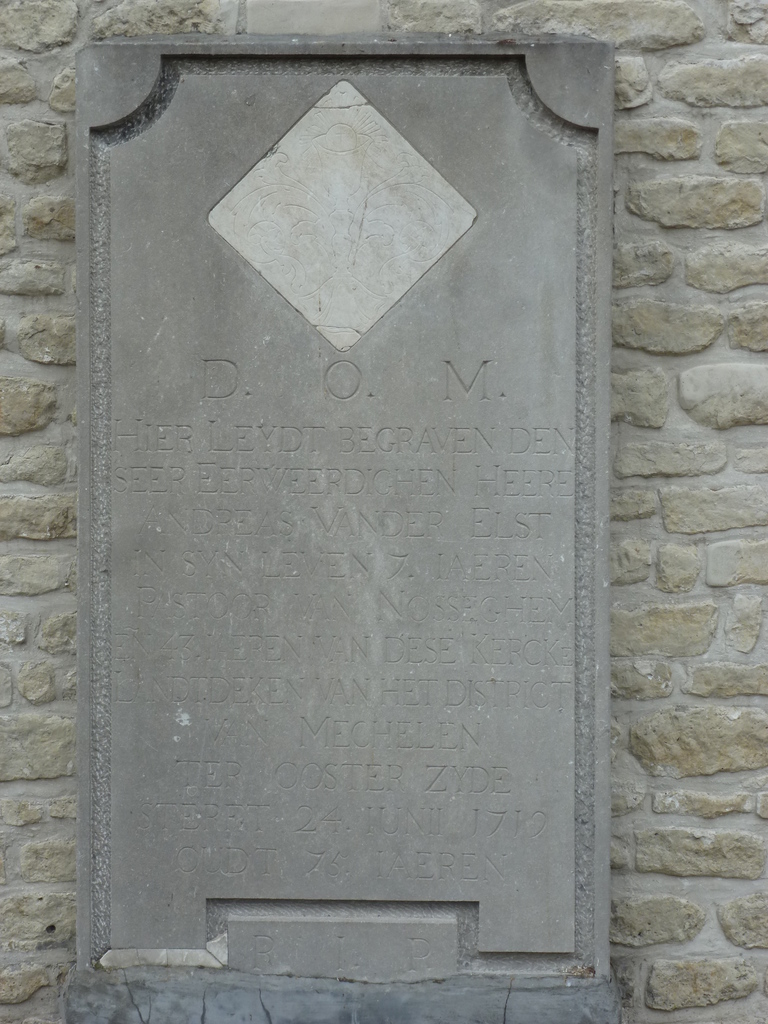 D. O. M.
HIER LEYDT BEGRAVEN DEN
SEER EERWEERDIGHEN HEERE
ANDREAS VANDER ELST
IN SYN LEVEN 7. IAEREN
PASTOOR VAN NOSSEGHEM
EN 43. IAEREN VAN DESE KERCKE
LANDTDEKEN VAN HET DISTRICT
VAN MECHELEN
TER OOSTER ZYDE
STERFT 24. IUNI 1719
OUDT 76. IAEREN
R. I. P.